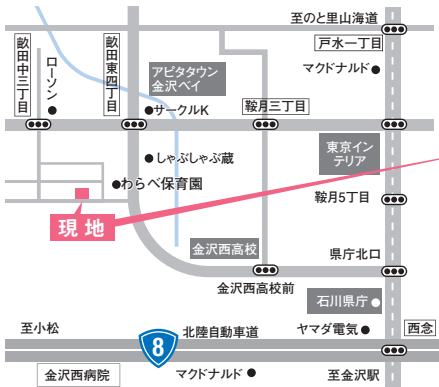 至のと里山海道
戸水一丁目
畝田中三丁目
ローソン
畝田東四丁目
アピタタウン
金沢ベイ
マクドナルド
サークルK
鞍月三丁目
東京イン
テリア
しゃぶしゃぶ蔵
わらべ保育園
鞍月5丁目
現地
金沢西高校
県庁北口
金沢西高校前
石川県庁
至小松
8
北陸自動車道
ヤマダ電気
西念
金沢西病院
マクドナルド
至金沢駅